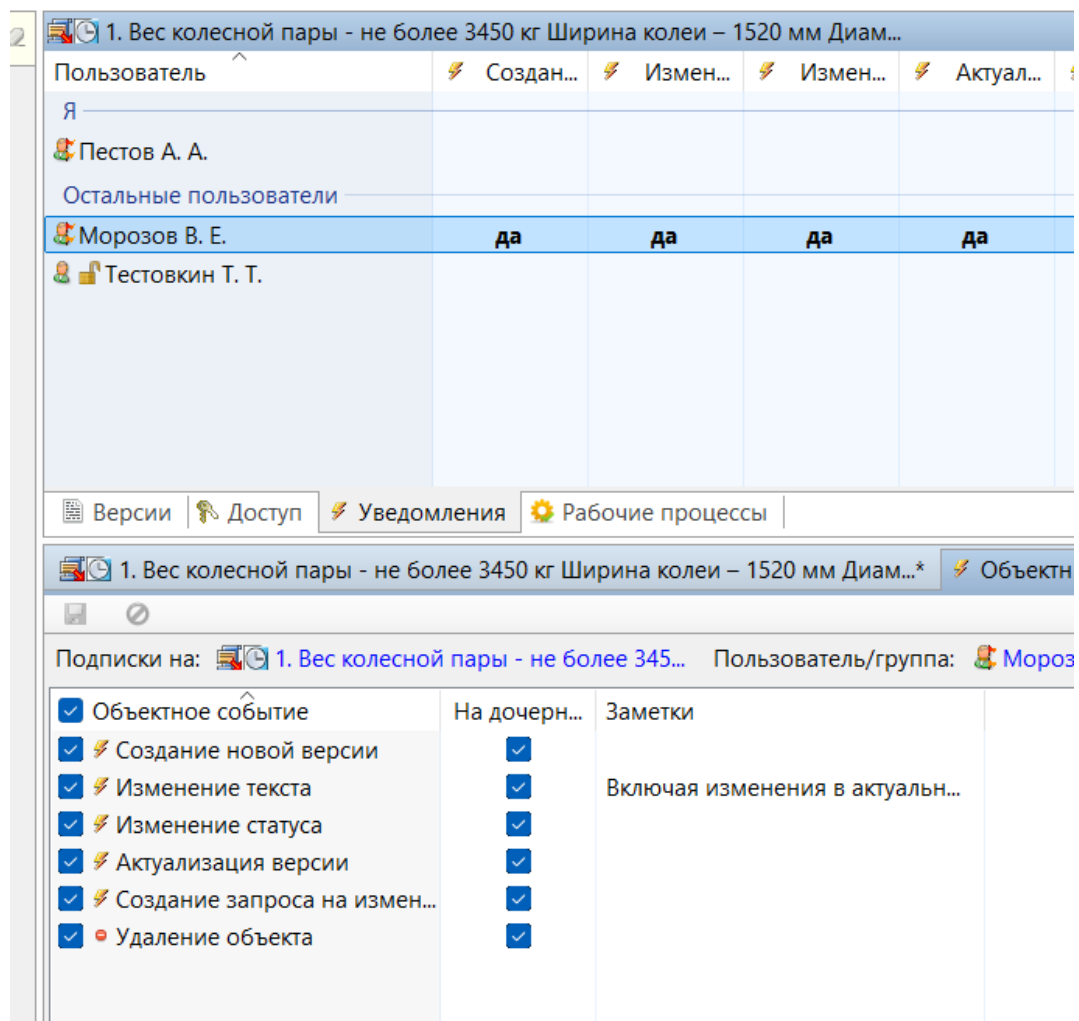 1. Вес колесной пары - не более 3450 кг Ширина колеи – 1520 мм Диам...
Пользователь Создан... Измен... Измен... Актуал...
Я
Пестов А. А.
Остальные пользователи
Морозов В. Е. да да да да
Тестовкин Т. Т.
Версии Доступ Уведомления Рабочие процессы
1. Вес колесной пары - не более 3450 кг Ширина колеи – 1520 мм Диам...* Объектн
Подписки на: 1. Вес колесной пары - не более 345... Пользователь/группа: Мороз
Объектное событие На дочерн... Заметки
Создание новой версии
Изменение текста Включая изменения в актуальн...
Изменение статуса
Актуализация версии
Создание запроса на измен...
Удаление объекта